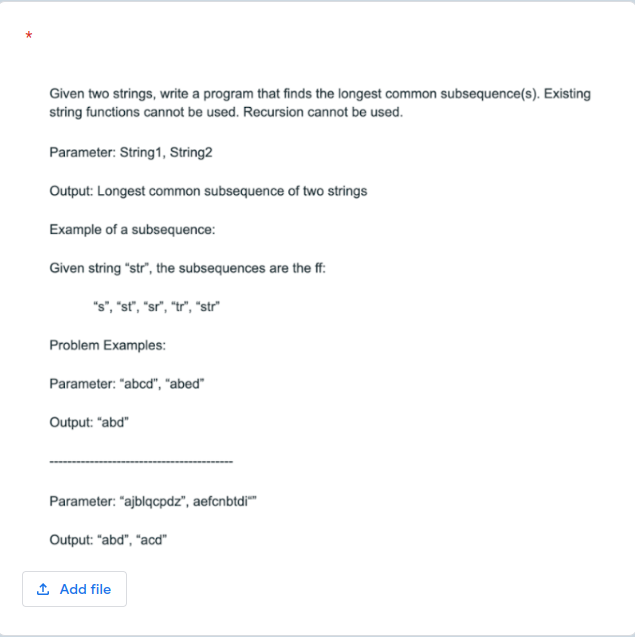 *
Given two strings, write a program that finds the longest common subsequence(s). Existing
string functions cannot be used. Recursion cannot be used.
Parameter: String1, String2
Output: Longest common subsequence of two strings
Example of a subsequence:
Given string “str”, the subsequences are the ff:
“s”, “st”, “sr”, “tr”, “str”
Problem Examples:
Parameter: “abcd”, “abed”
Output: “abd”
------------------------------------------
Parameter: “ajblqcpdz”, aefcnbtdi“”
Output: “abd”, “acd”
Add file